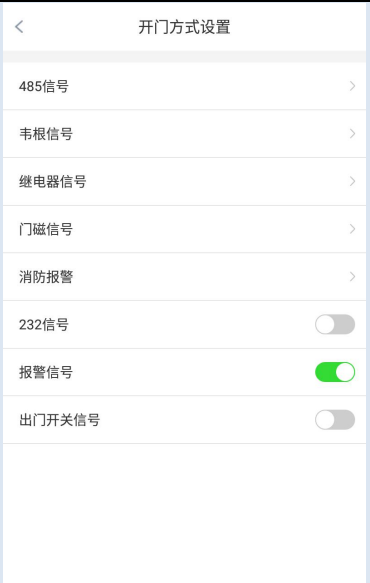 开门方式设置
485信号
韦根信号
继电器信号
门磁信号
消防报警
232信号
报警信号
出门开关信号